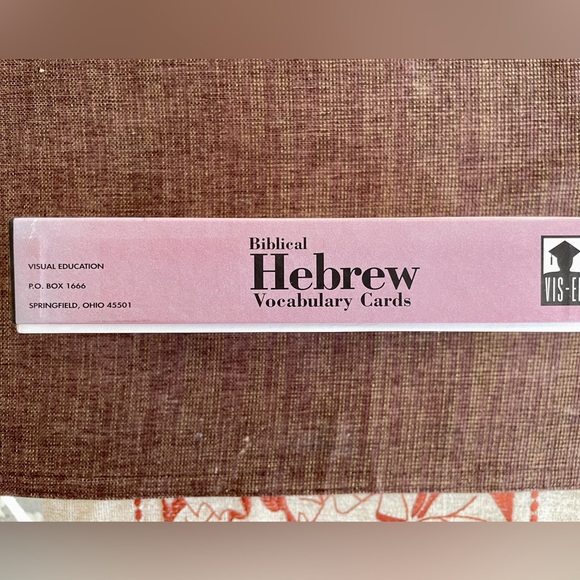 VISUAL EDUCATION
P.O. BOX 1666
SPRINGFIELD, OHIO 45501
Biblical
Hebrew
Vocabulary Cards